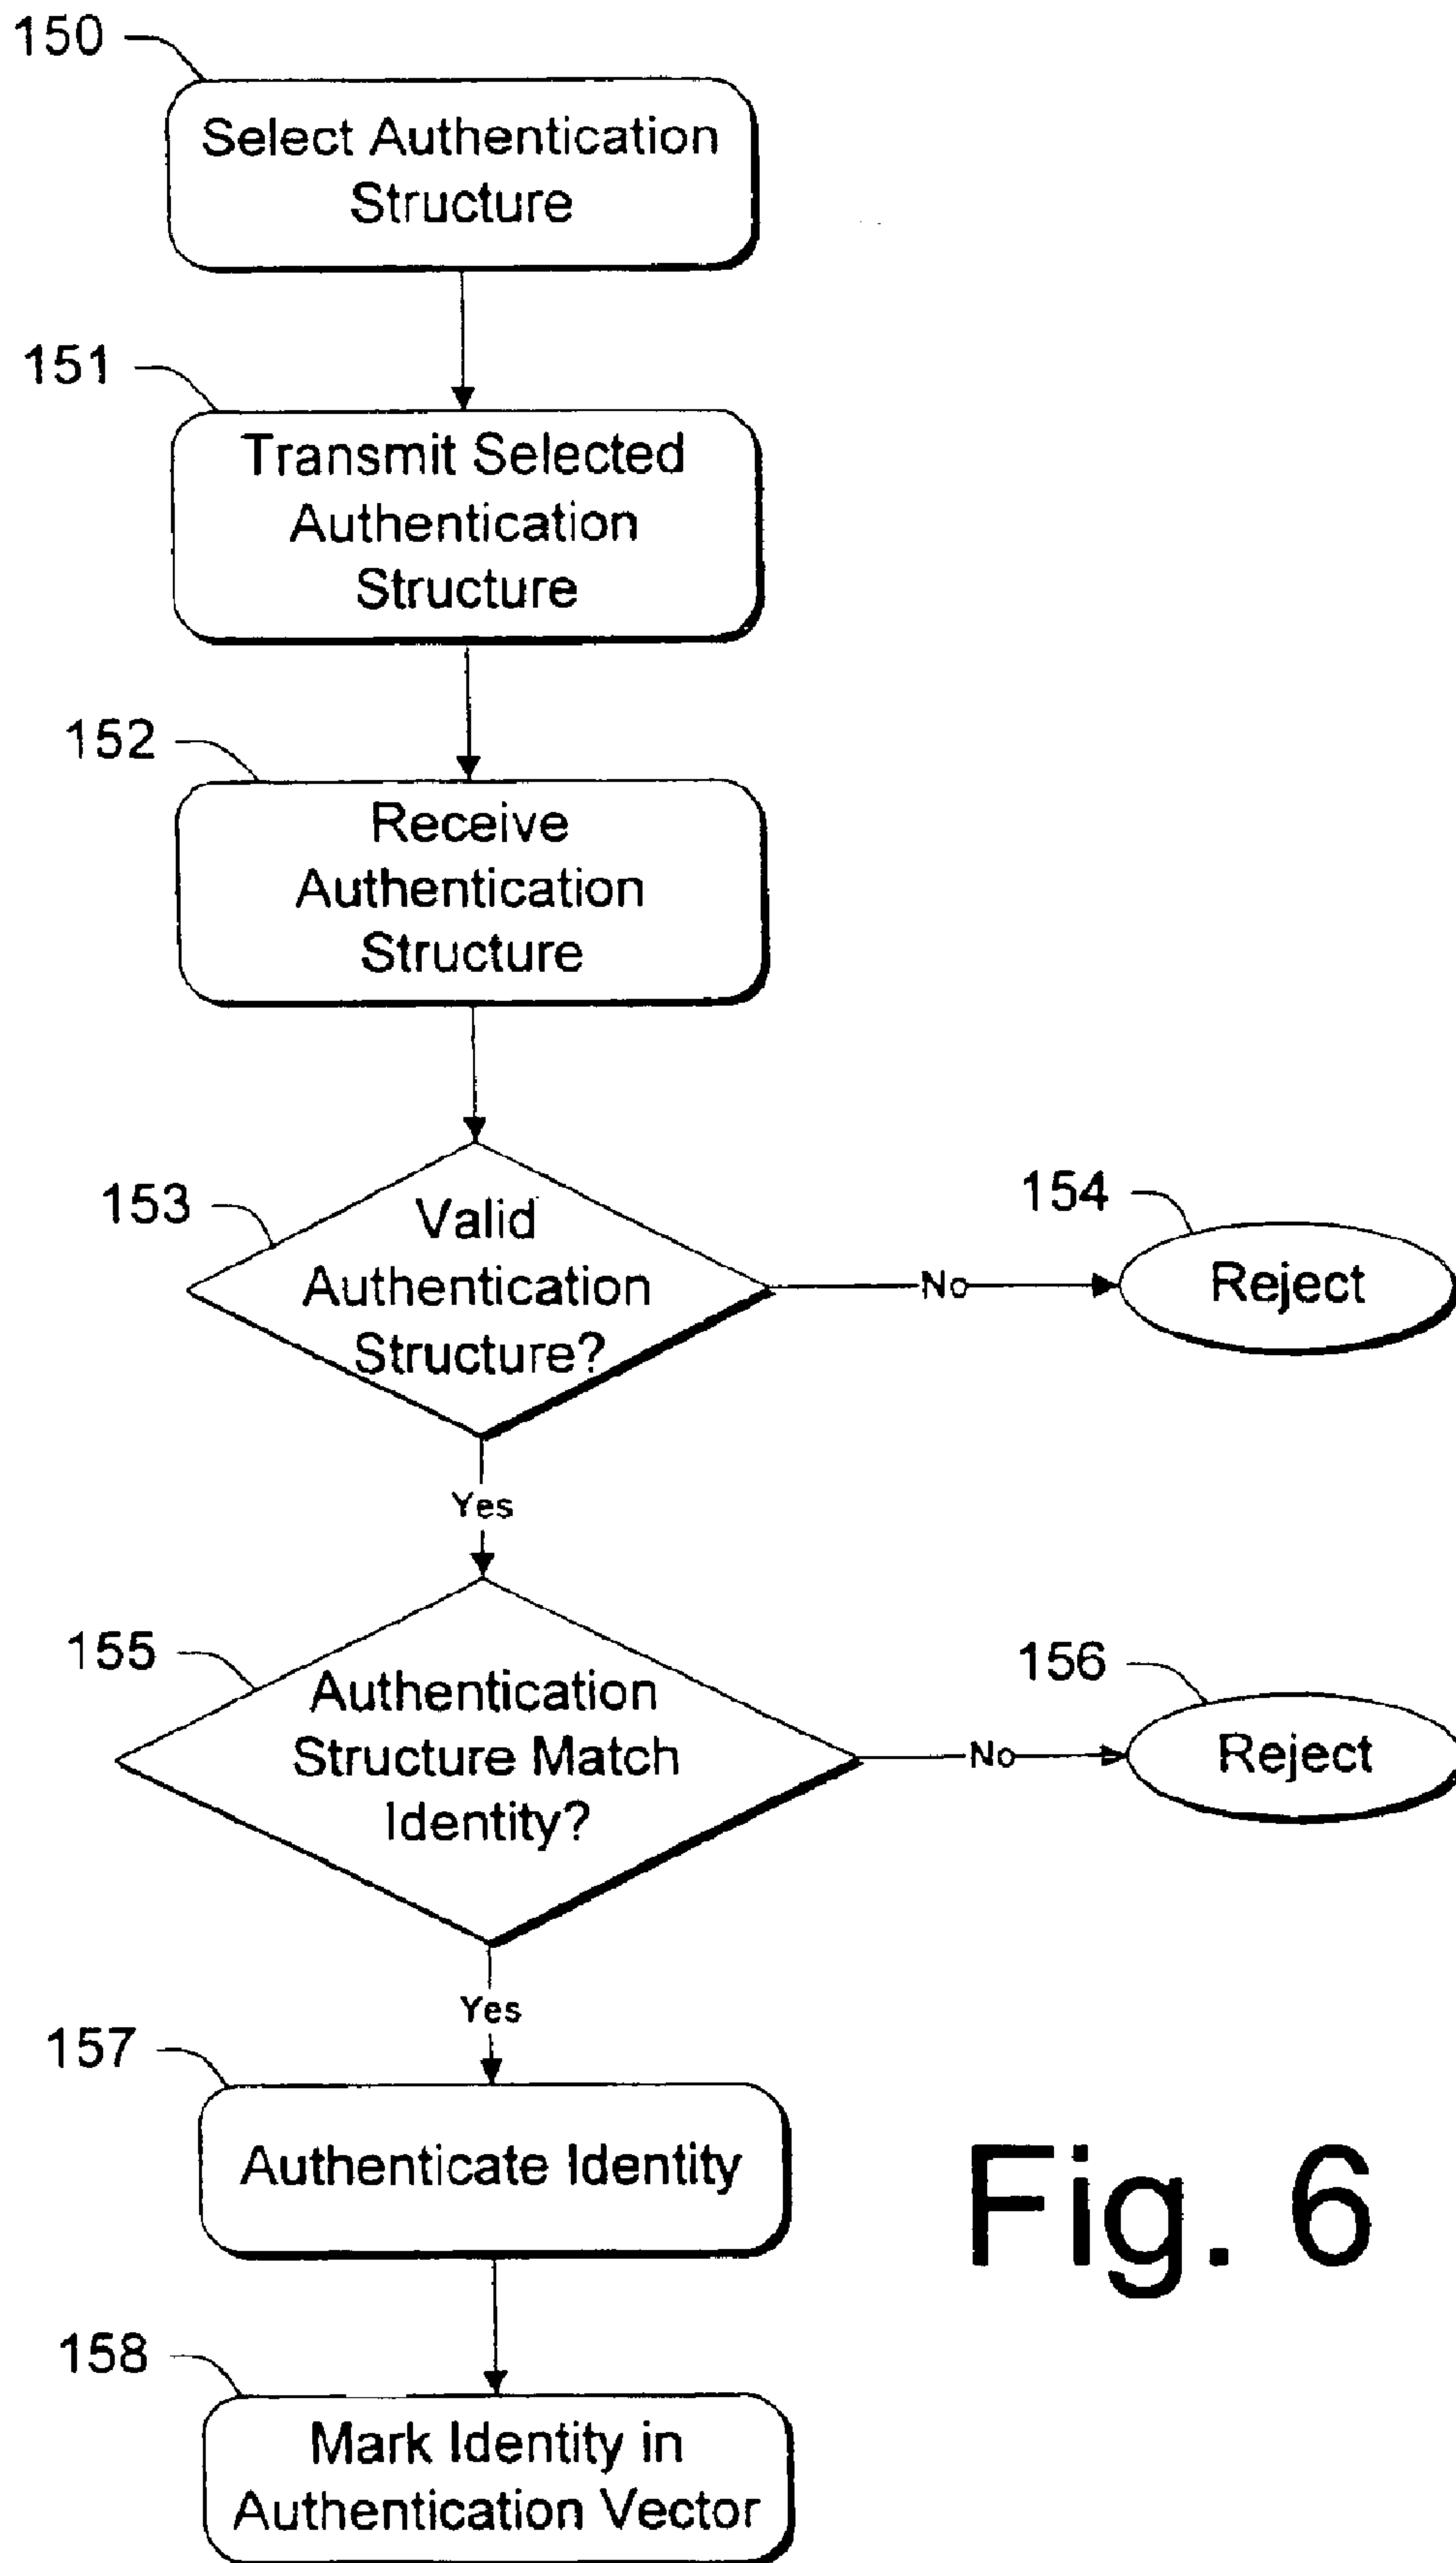 150
Select Authentication
Structure
151
Transmit Selected
Authentication
Structure
152
Receive
Authentication
Structure
153
Valid
Authentication
Structure?
No
154
Reject
Yes
155
Authentication
Structure Match
Identity?
No
156
Reject
Yes
157
Authenticate Identity
158
Mark Identity in
Authentication Vector
Fig. 6